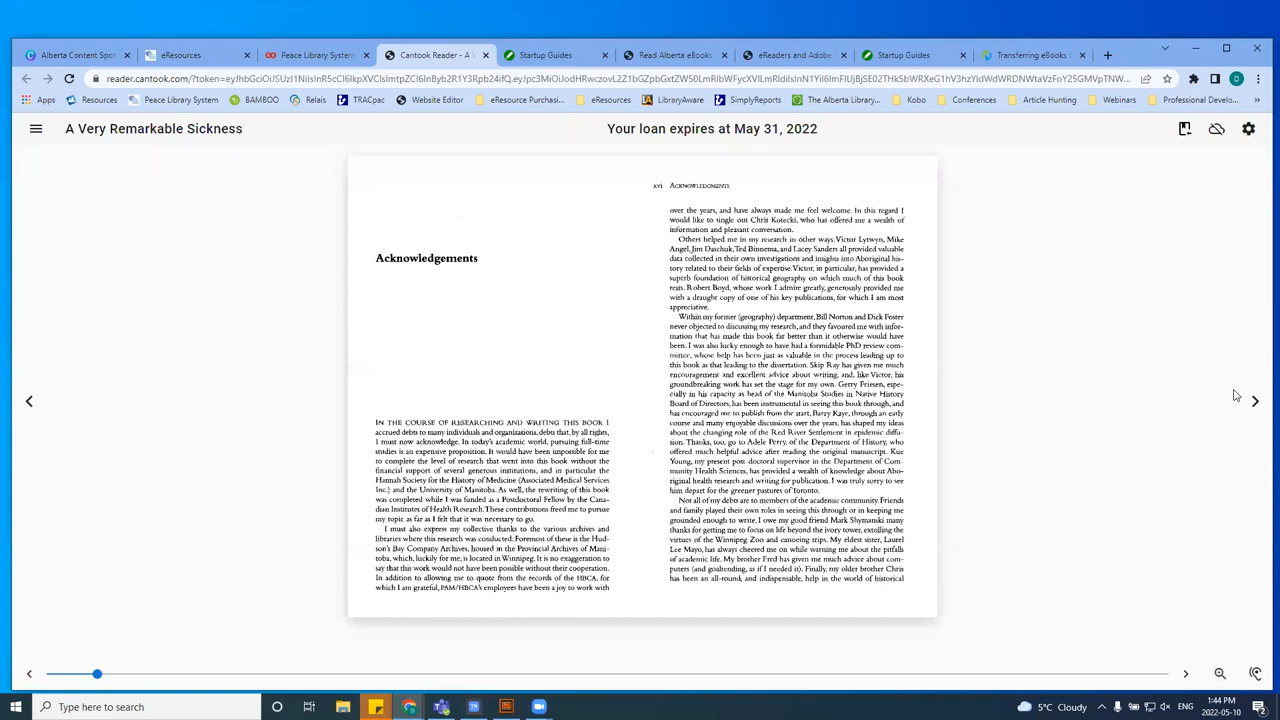 Alberta Content Spot
eResources
Peace Library System
Cantook Reader - A V
Startup Guides
Read Alberta eBooks
eReaders and Adobe
Startup Guides
Transferring eBooks t
Apps
Resources
Peace Library System
BAMBOO
Relais
TRACpac
Website Editor
eResource Purchasi...
eResources
LibraryAware
SimplyReports
The Alberta Library...
Kobo
Conferences
Article Hunting
Webinars
Professional Develo...
A Very Remarkable Sickness
Your loan expires at May 31, 2022
Acknowledgements
IN THE COURSE OF RESEARCHING AND WRITING THIS BOOK I
accrued debts to many individuals and organizations, debts that, by all rights,
I must now acknowledge. In today's academic world, pursuing full-time
studies is an expensive proposition. It would have been impossible for me
to complete the level of research that went into this book without the
financial support of several generous institutions, and in particular the
Hannah Society for the History of Medicine (Associated Medical Services
Inc.) and the University of Manitoba. As well, the rewriting of this book
was completed while I was funded as a Postdoctoral Fellow by the Cana-
dian Institutes of Health Research. These contributions freed me to pursue
my topic as far as I felt that it was necessary to go.
I must also express my collective thanks to the various archives and
libraries where this research was conducted. Foremost of these is the Hud-
son's Bay Company Archives, housed in the Provincial Archives of Mani-
toba, which, luckily for me, is located in Winnipeg. It is no exaggeration to
say that this work would not have been possible without their cooperation.
In addition to allowing me to quote from the records of the HBCA, for
which I am grateful, PAM/HBCA's employees have been a joy to work with
xvi ACKNOWLEDGMENTS
over the years, and have always made me feel welcome. In this regard I
would like to single out Chris Kotecki, who has offered me a wealth of
information and pleasant conversation.
Others helped me in my research in other ways. Victor Lytwyn, Mike
Angel, Jim Daschuk, Ted Binnema, and Lacey Sanders all provided valuable
data collected in their own investigations and insights into Aboriginal his-
tory related to their fields of expertise. Victor, in particular, has provided a
superb foundation of historical geography on which much of this book
rests. Robert Boyd, whose work I admire greatly, generously provided me
with a draught copy of one of his key publications, for which I am most
appreciative.
Within my former (geography) department, Bill Norton and Dick Foster
never objected to discussing my research, and they favoured me with infor-
mation that has made this book far better than it otherwise would have
been. I was also lucky enough to have had a formidable PhD review com-
mittee, whose help has been just as valuable in the process leading up to
this book as that leading to the dissertation. Skip Ray has given me much
encouragement and excellent advice about writing, and, like Victor, his
groundbreaking work has set the stage for my own. Gerry Friesen, espe-
cially in his capacity as head of the Manitoba Studies in Native History
Board of Directors, has been instrumental in seeing this book through, and
has encouraged me to publish from the start. Barry Kaye, through an early
course and many enjoyable discussions over the years, has shaped my ideas
about the changing role of the Red River Settlement in epidemic diffu-
sion. Thanks, too, go to Adele Perry, of the Department of History, who
offered much helpful advice after reading the original manuscript. Kue
Young, my present post-doctoral supervisor in the Department of Com-
munity Health Sciences, has provided a wealth of knowledge about Abo-
riginal health research and writing for publication. I was truly sorry to see
him depart for the greener pastures of Toronto.
Not all of my debts are to members of the academic community. Friends
and family played their own roles in seeing this through or in keeping me
grounded enough to write. I owe my good friend Mark Shymanski many
thanks for getting me to focus on life beyond the ivory tower, extolling the
virtues of the Winnipeg Zoo and canoeing trips. My eldest sister, Laurel
Lee Mayo, has always cheered me on while warning me about the pitfalls
of academic life. My brother Fred has given me much advice about com-
puters (and goaltending, as if I needed it). Finally, my older brother Chris
has been an all-round, and indispensable, help in the world of historical
Type here to search
5°C Cloudy
1:44 PM
2022-05-10